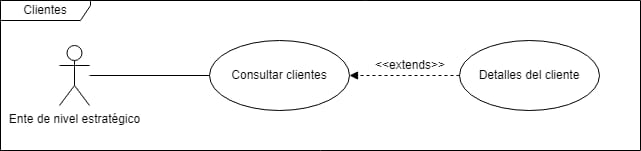 Clientes
Consultar clientes
<<extends>>
Detalles del cliente
Ente de nivel estratégico